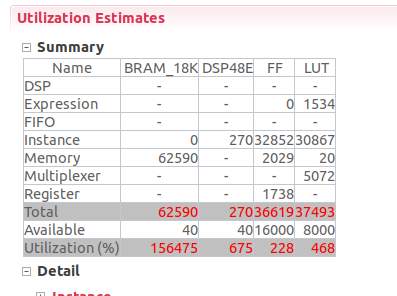 Utilization Estimates
Summary
Name BRAM_18K DSP48E FF LUT
DSP - - - -
Expression - - 0 1534
FIFO - - - -
Instance 0 270 32852 30867
Memory 62590 - 2029 20
Multiplexer - - - 5072
Register - - 1738 -
Total 62590 270 36619 37493
Available 40 40 16000 8000
Utilization (%) 156475 675 228 468
Detail
Instance